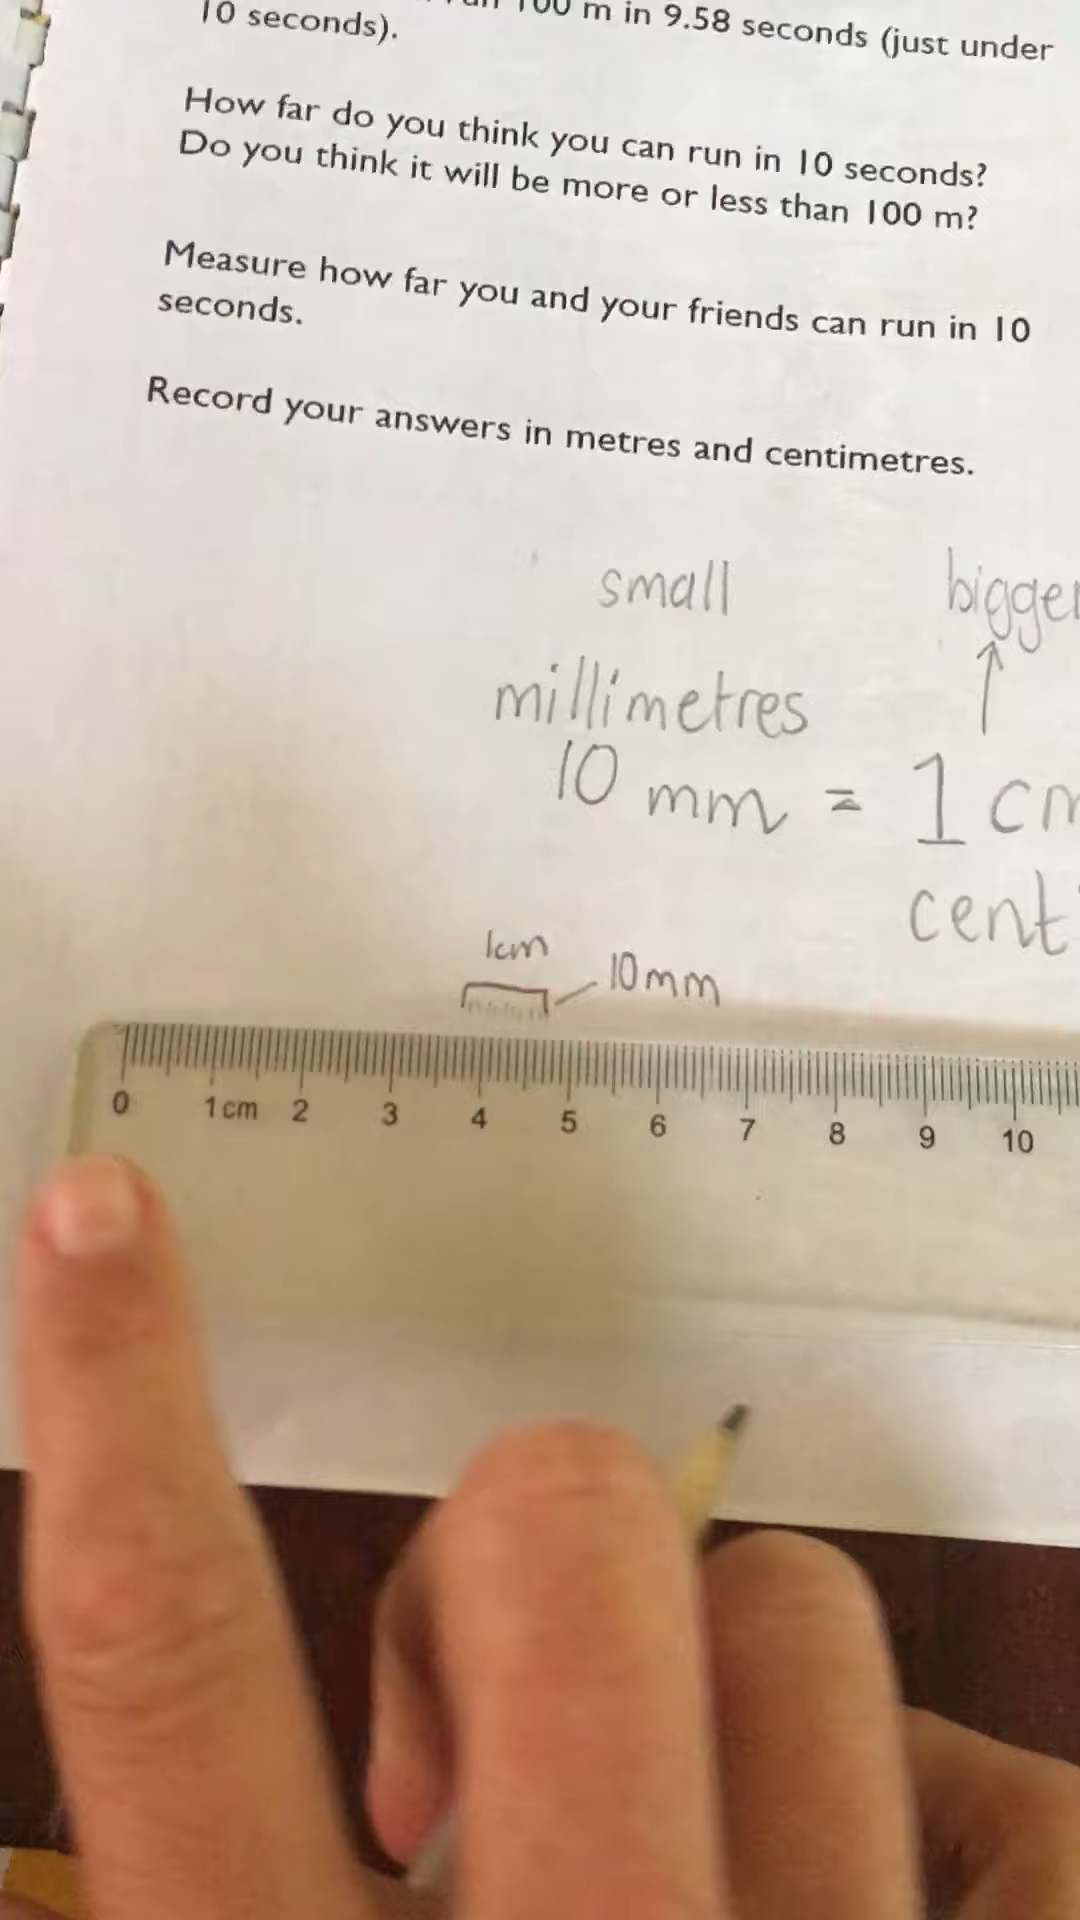 100 m in 9.58 seconds (just under
10 seconds).
How far do you think you can run in 10 seconds?
Do you think it will be more or less than 100 m?
Measure how far you and your friends can run in 10
seconds.
Record your answers in metres and centimetres.
small bigger
millimetres
10 mm = 1 cm
cent
1cm
10mm
0 1cm 2 3 4 5 6 7 8 9 10